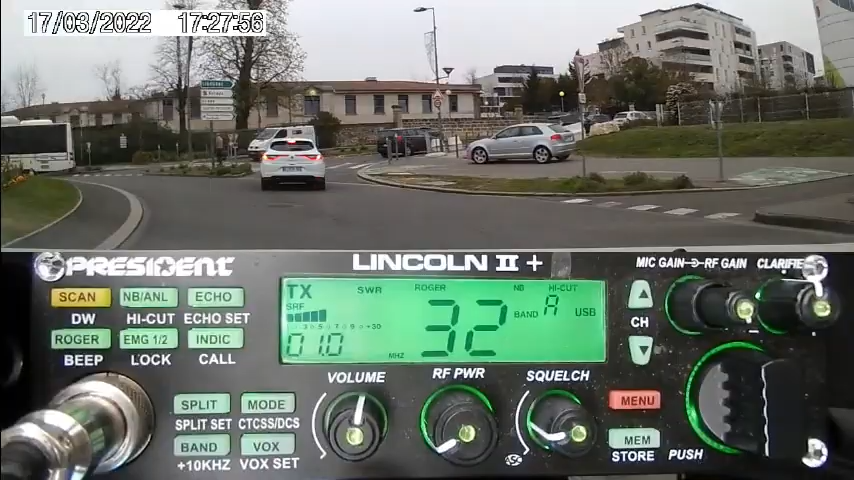 17/03/2022 17:27:56
PRESIDENT LINCOLN II +
MIC GAIN RF GAIN CLARIFIER
SCAN NB/ANL ECHO
DW HI-CUT ECHO SET
ROGER EMG 1/2 INDIC
BEEP LOCK CALL
TX SWR ROGER NB HI-CUT
SRF 32 BAND A USB
01.0 MHZ
CH
VOLUME RF PWR SQUELCH
SPLIT MODE
SPLIT SET CTCSS/DCS
BAND VOX
+10KHZ VOX SET
ASC
MENU
MEM
STORE PUSH